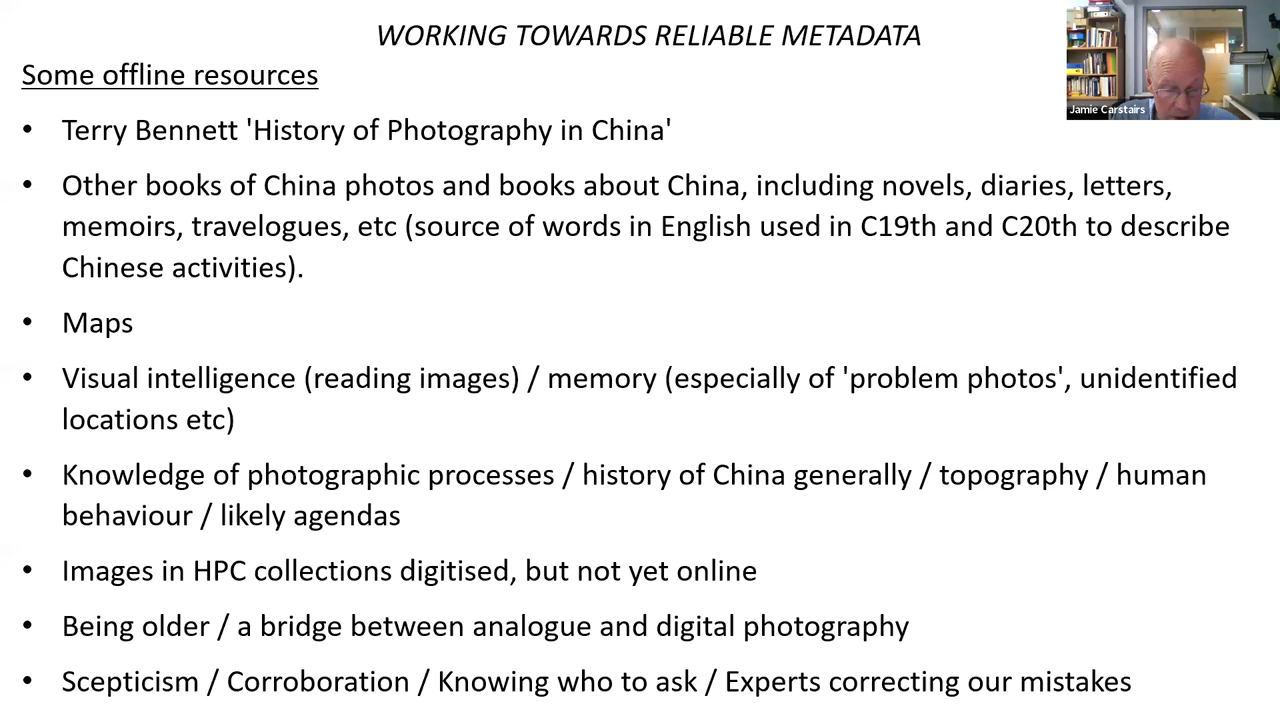 WORKING TOWARDS RELIABLE METADATA
Some offline resources
• Terry Bennett 'History of Photography in China'
• Other books of China photos and books about China, including novels, diaries, letters,
memoirs, travelogues, etc (source of words in English used in C19th and C20th to describe
Chinese activities).
• Maps
• Visual intelligence (reading images) / memory (especially of 'problem photos', unidentified
locations etc)
• Knowledge of photographic processes / history of China generally / topography / human
behaviour / likely agendas
• Images in HPC collections digitised, but not yet online
• Being older / a bridge between analogue and digital photography
• Scepticism / Corroboration / Knowing who to ask / Experts correcting our mistakes
Jamie Carstairs